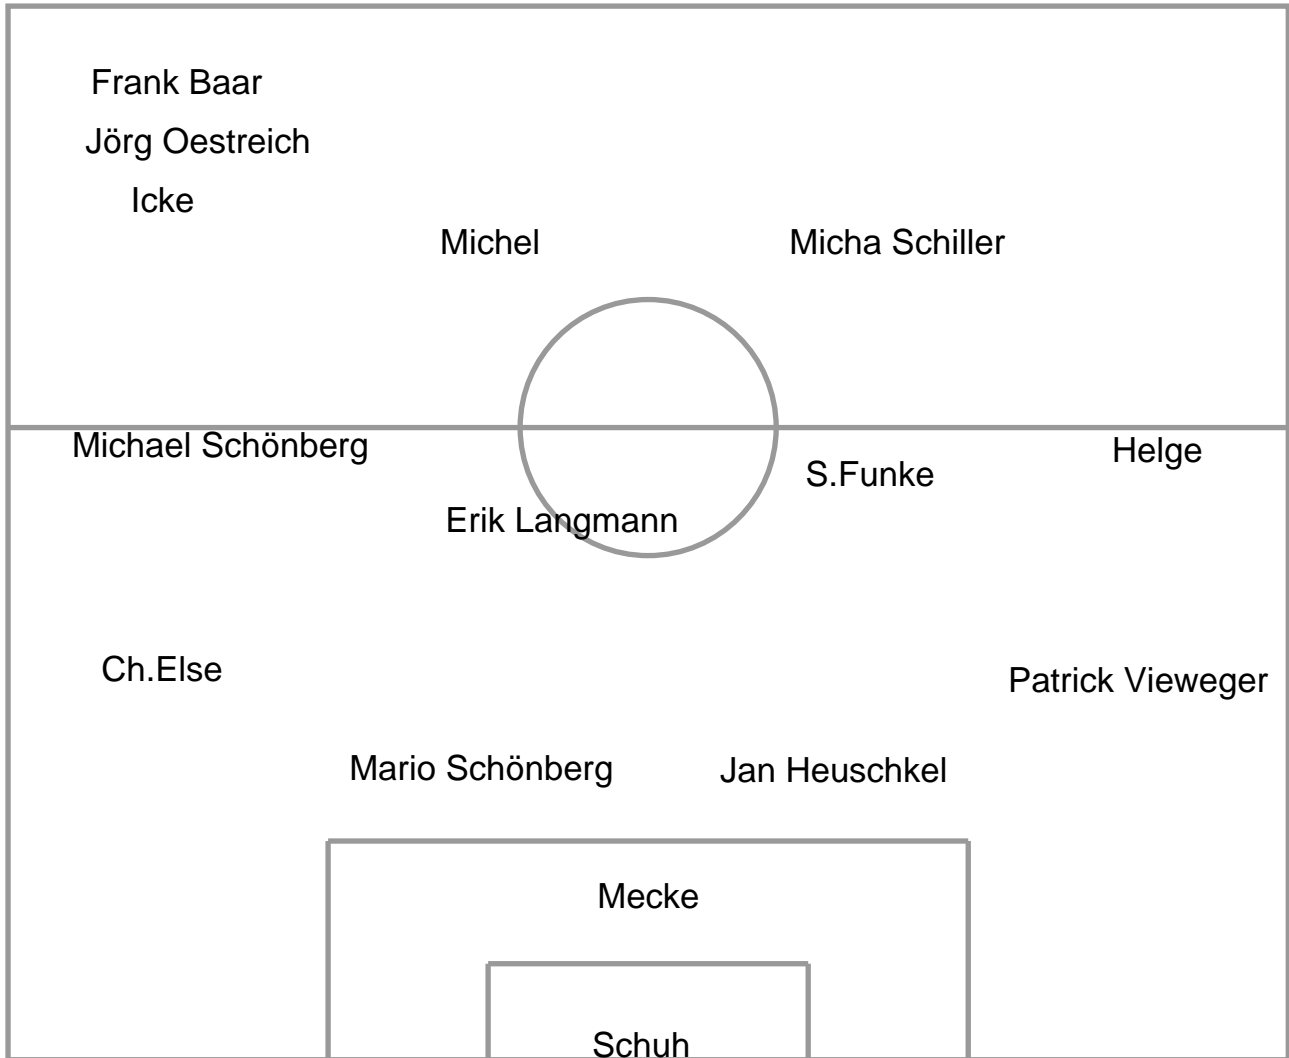 Frank Baar
Jörg Oestreich
Icke
Michel
Micha Schiller
Michael Schönberg
Helge
S.Funke
Erik Langmann
Ch.Else
Patrick Vieweger
Mario Schönberg
Jan Heuschkel
Mecke
Schuh